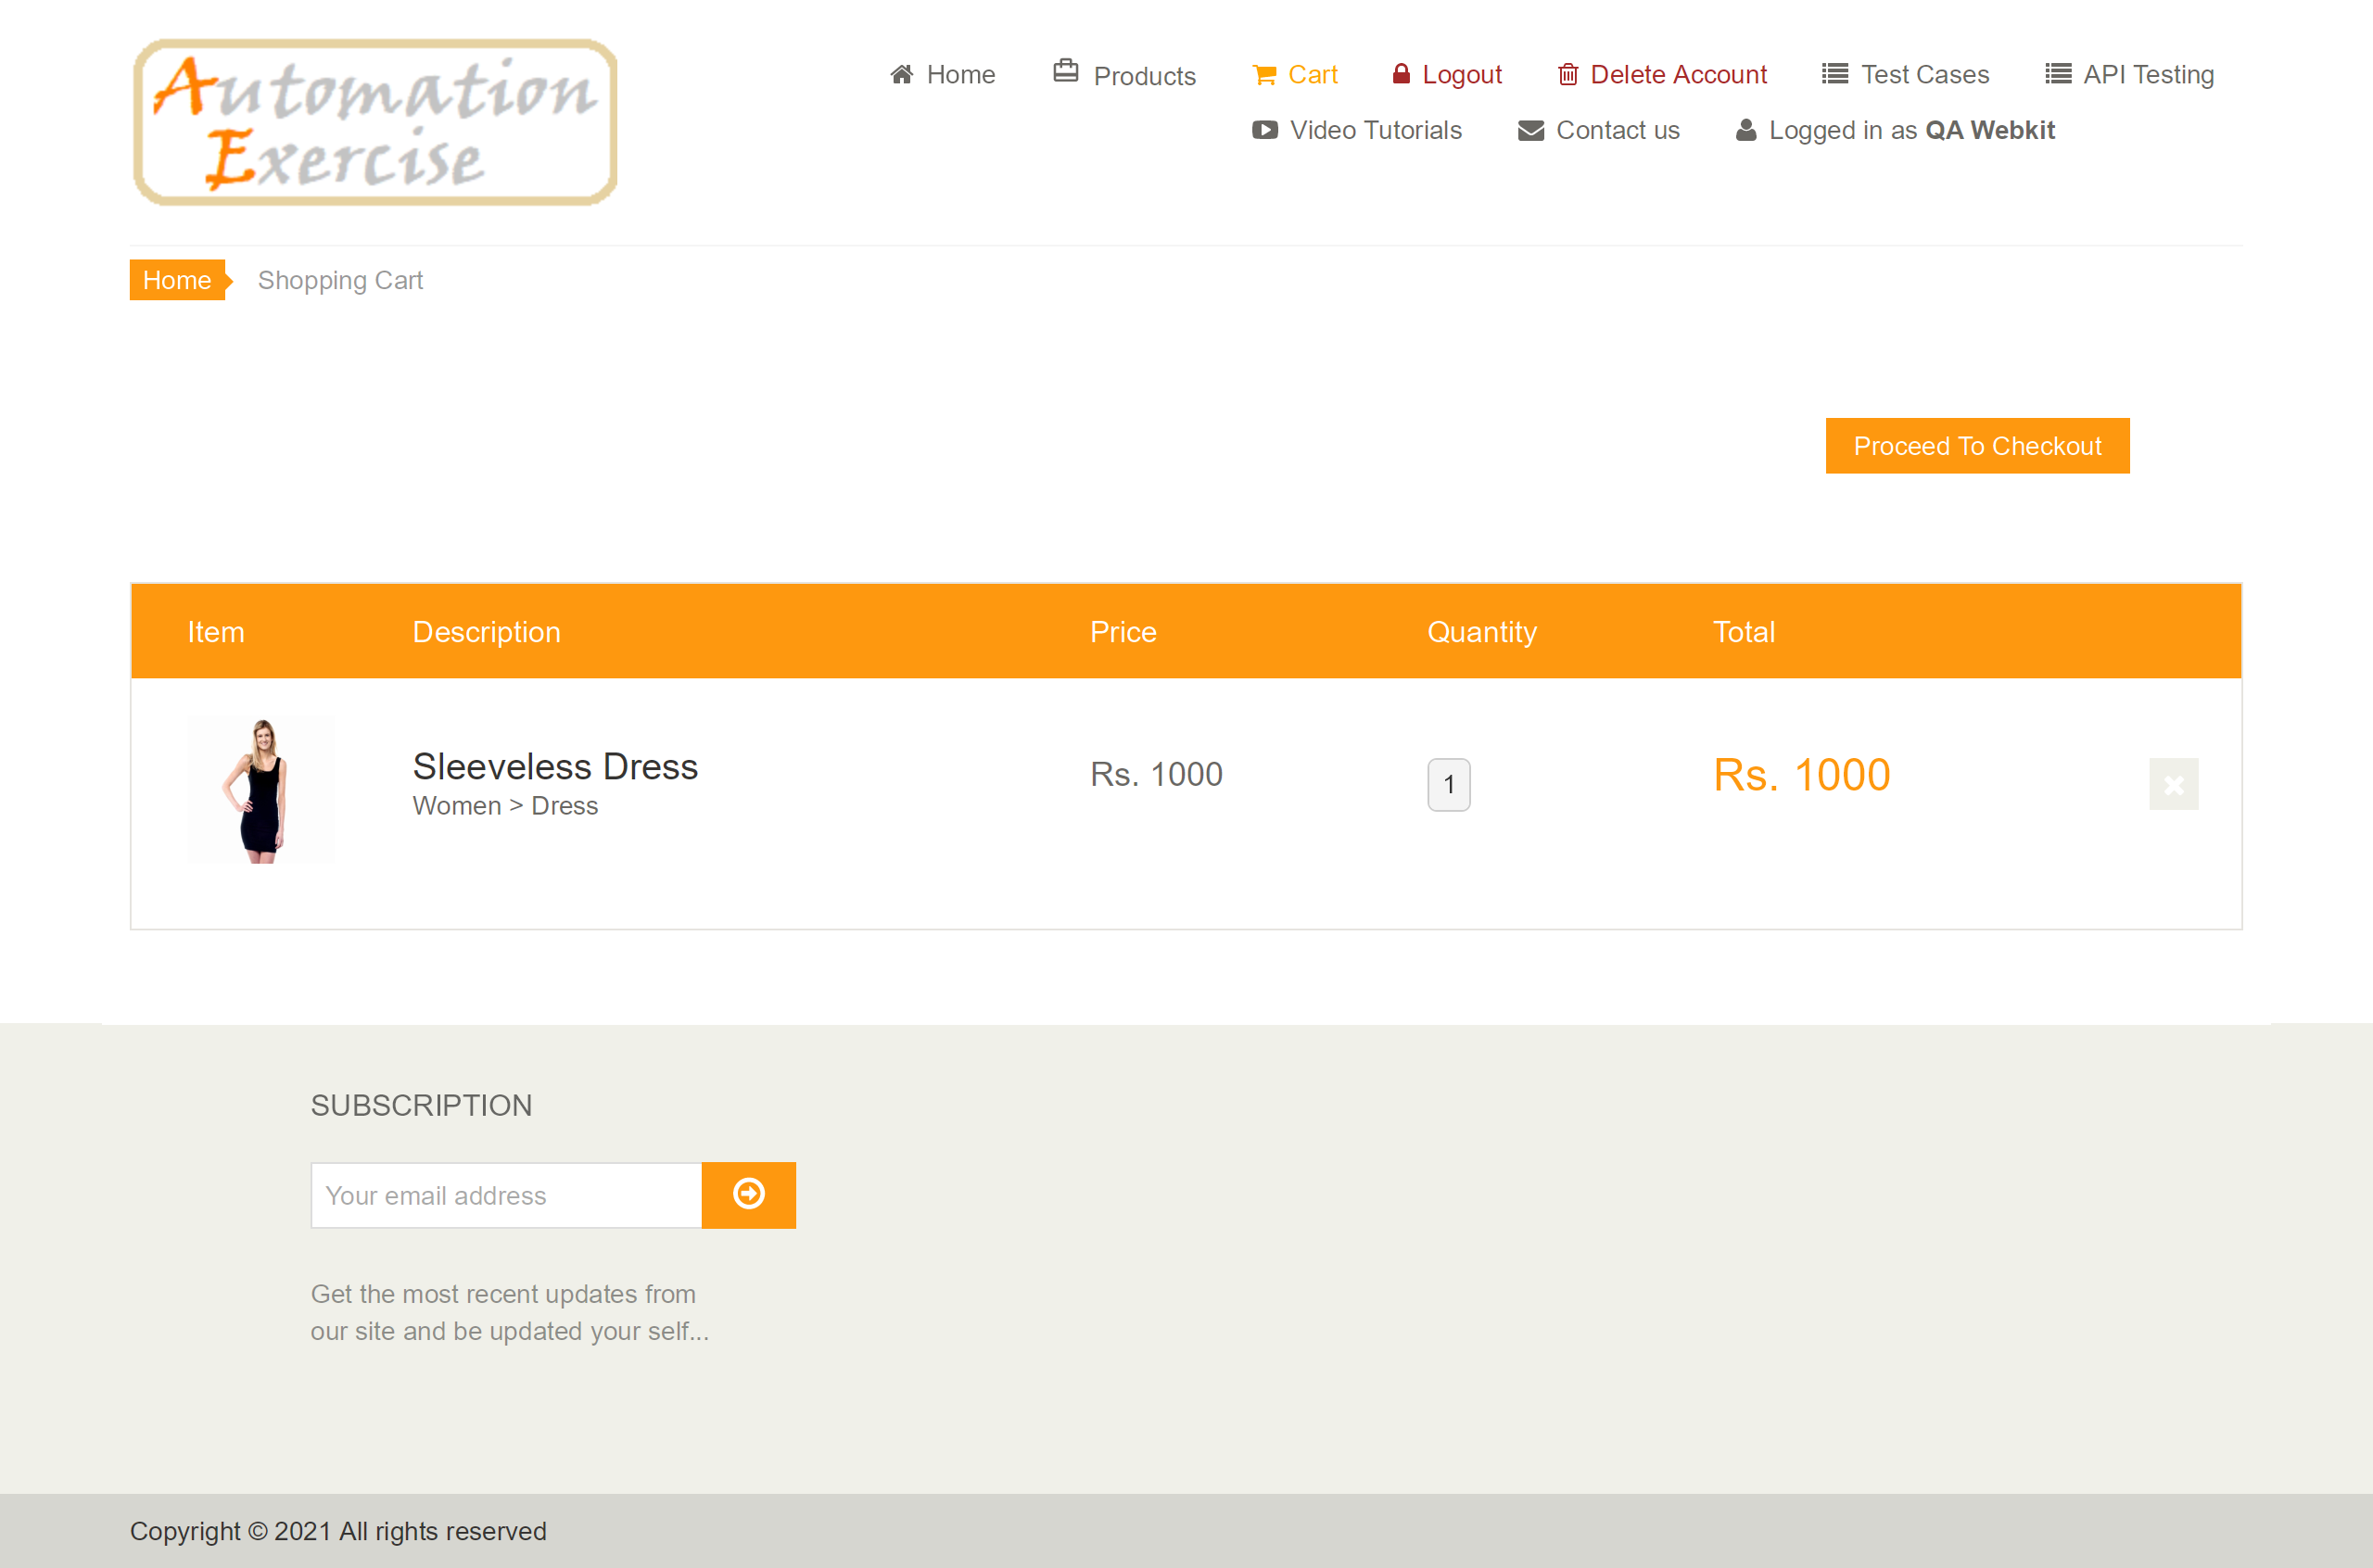 Automation
Exercise
Home Products Cart Logout Delete Account Test Cases API Testing
Video Tutorials Contact us Logged in as QA Webkit
Home Shopping Cart
Proceed To Checkout
Item Description Price Quantity Total
Sleeveless Dress Rs. 1000 1 Rs. 1000
Women > Dress
SUBSCRIPTION
Your email address
Get the most recent updates from
our site and be updated your self...
Copyright © 2021 All rights reserved